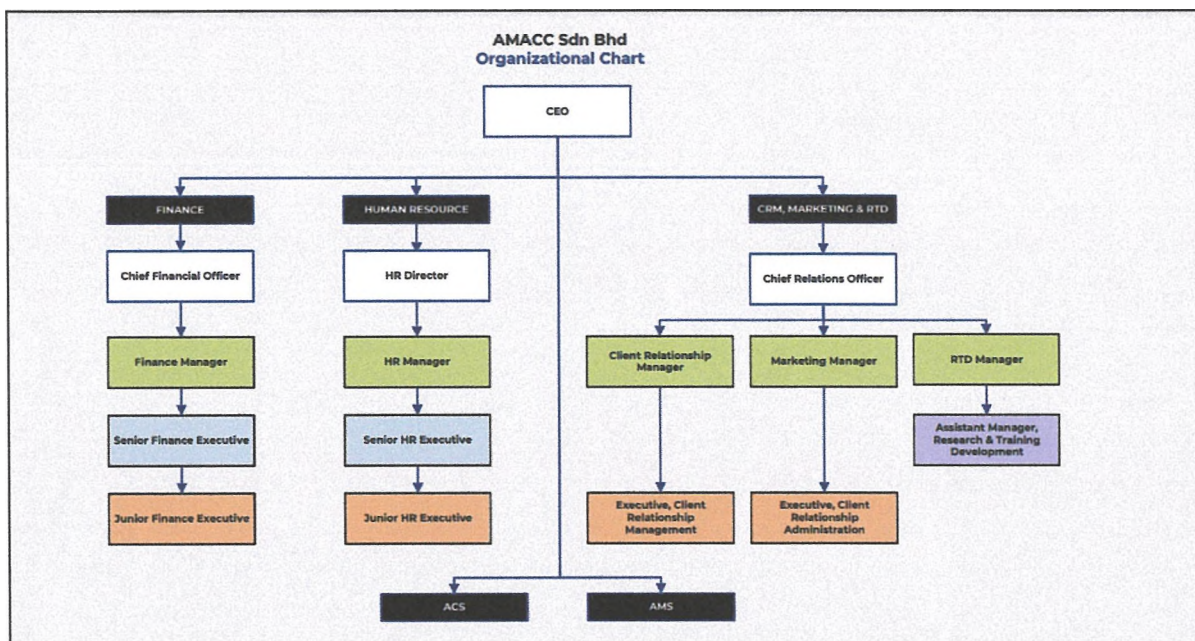 AMACC Sdn Bhd
Organizational Chart
CEO
FINANCE
HUMAN RESOURCE
CRM, MARKETING & RTD
Chief Financial Officer
HR Director
Chief Relations Officer
Finance Manager
HR Manager
Client Relationship
Manager
Marketing Manager
RTD Manager
Senior Finance Executive
Senior HR Executive
Assistant Manager,
Research & Training
Development
Junior Finance Executive
Junior HR Executive
Executive, Client
Relationship
Management
Executive, Client
Relationship
Administration
ACS
AMS